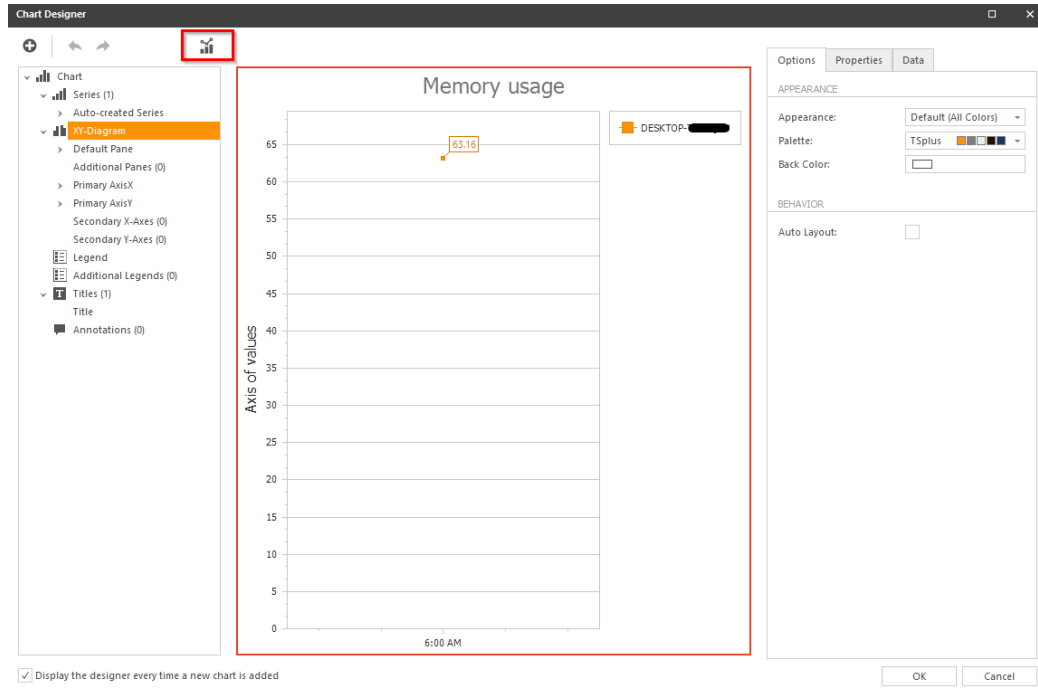 Chart Designer
Chart
Series (1)
Auto-created Series
XY-Diagram
Default Pane
Additional Panes (0)
Primary AxisX
Primary AxisY
Secondary X-Axes (0)
Secondary Y-Axes (0)
Legend
Additional Legends (0)
T Titles (1)
Title
Annotations (0)
Memory usage
63.16
65
60
55
50
45
40
35
30
25
20
15
10
5
0
Axis of values
6:00 AM
DESKTOP-
Options Properties Data
APPEARANCE
Appearance: Default (All Colors)
Palette: TSplus
Back Color:
BEHAVIOR
Auto Layout:
Display the designer every time a new chart is added
OK Cancel